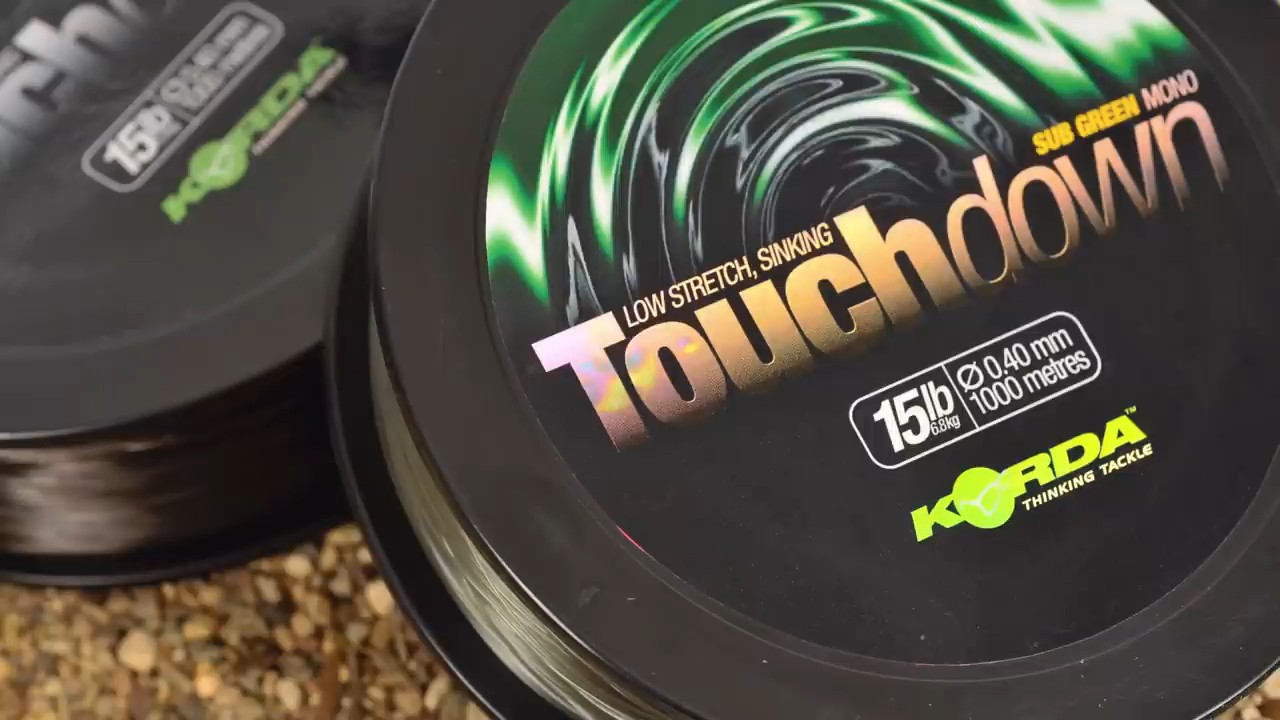 SUB GREEN MONO
LOW STRETCH, SINKING
Touchdown
15lb
6.8kg
Ø 0.40 mm
1000 metres
KORDA™
THINKING TACKLE
15lb
KORDA